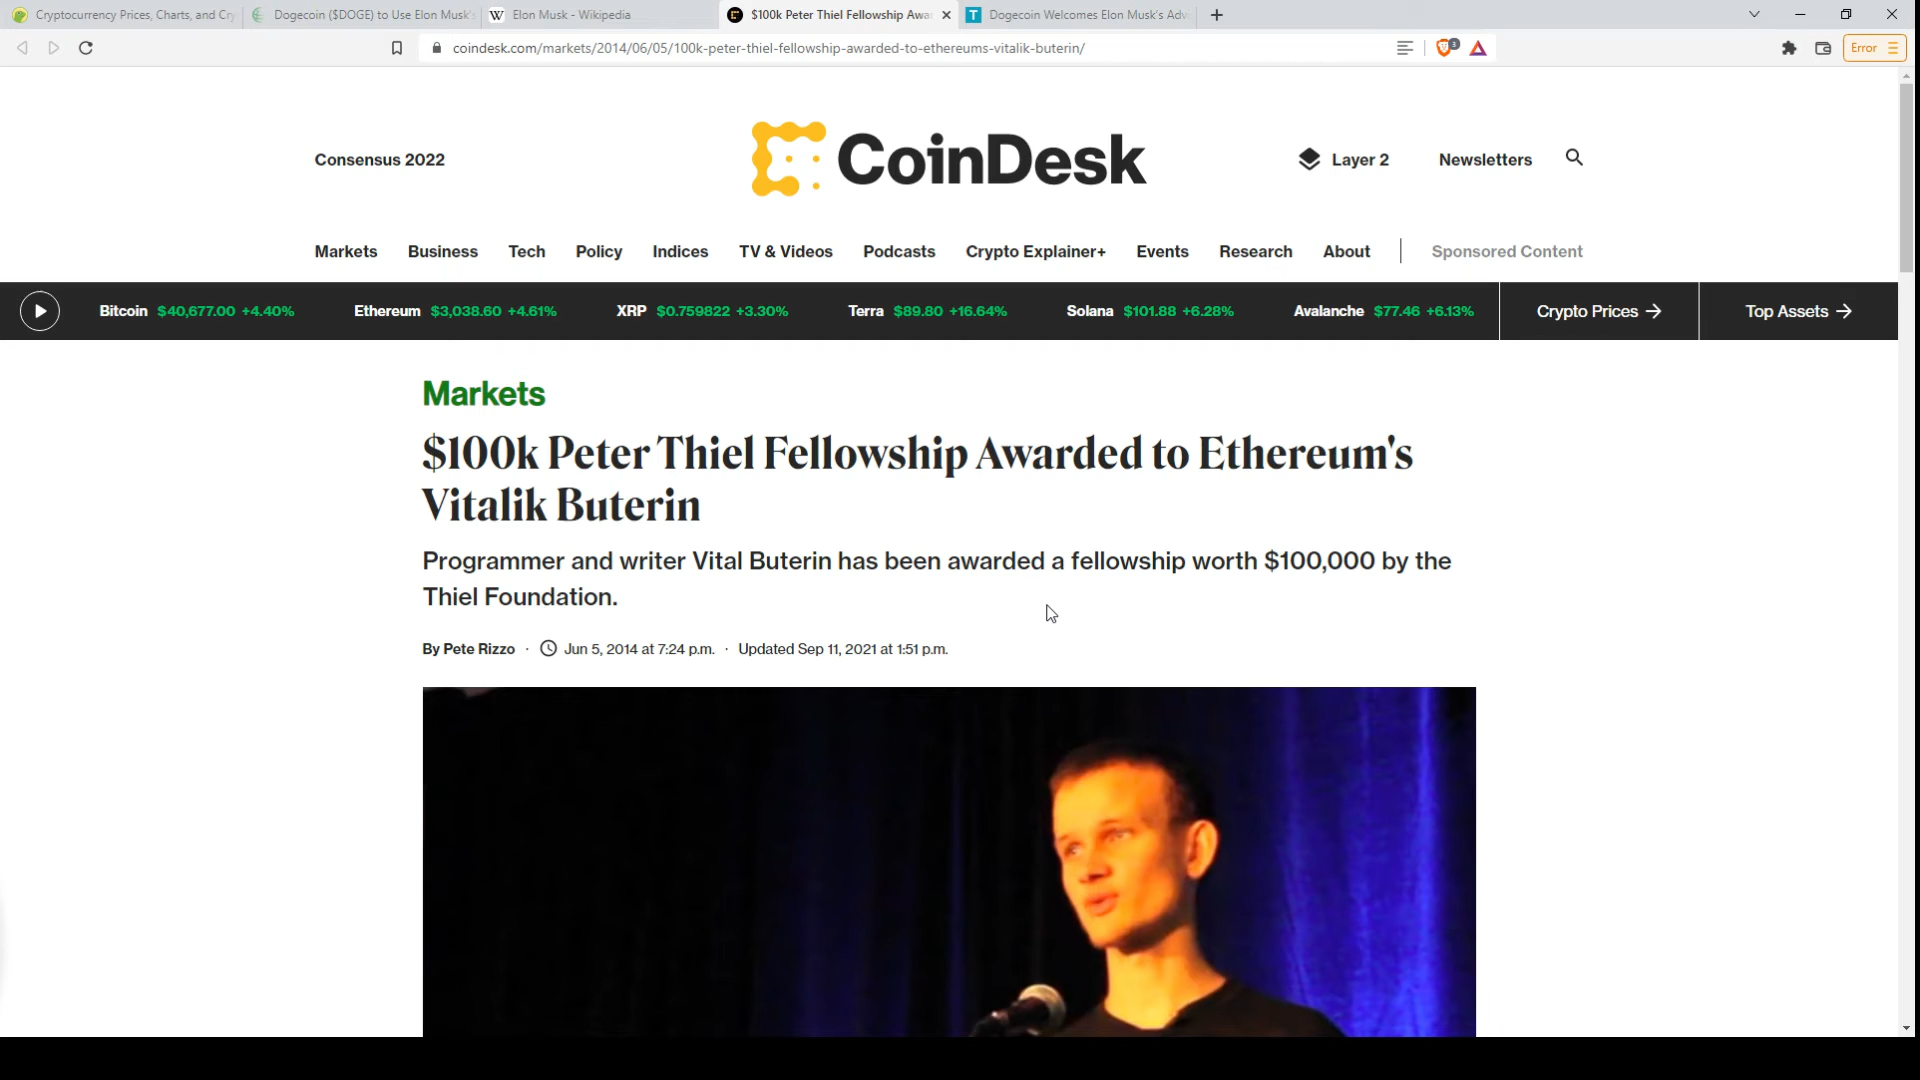 Cryptocurrency Prices, Charts, and Cry
Dogecoin ($DOGE) to Use Elon Musk's
Elon Musk - Wikipedia
$100k Peter Thiel Fellowship Awar
Dogecoin Welcomes Elon Musk's Adv
coindesk.com/markets/2014/06/05/100k-peter-thiel-fellowship-awarded-to-ethereums-vitalik-buterin/
Error
Consensus 2022
CoinDesk
Layer 2
Newsletters
Markets Business Tech Policy Indices TV & Videos Podcasts Crypto Explainer+ Events Research About Sponsored Content
Bitcoin $40,677.00 +4.40% Ethereum $3,038.60 +4.61% XRP $0.759822 +3.30% Terra $89.80 +16.64% Solana $101.88 +6.28% Avalanche $77.46 +6.13% Crypto Prices → Top Assets →
Markets
$100k Peter Thiel Fellowship Awarded to Ethereum's
Vitalik Buterin
Programmer and writer Vital Buterin has been awarded a fellowship worth $100,000 by the
Thiel Foundation.
By Pete Rizzo · Jun 5, 2014 at 7:24 p.m. · Updated Sep 11, 2021 at 1:51 p.m.